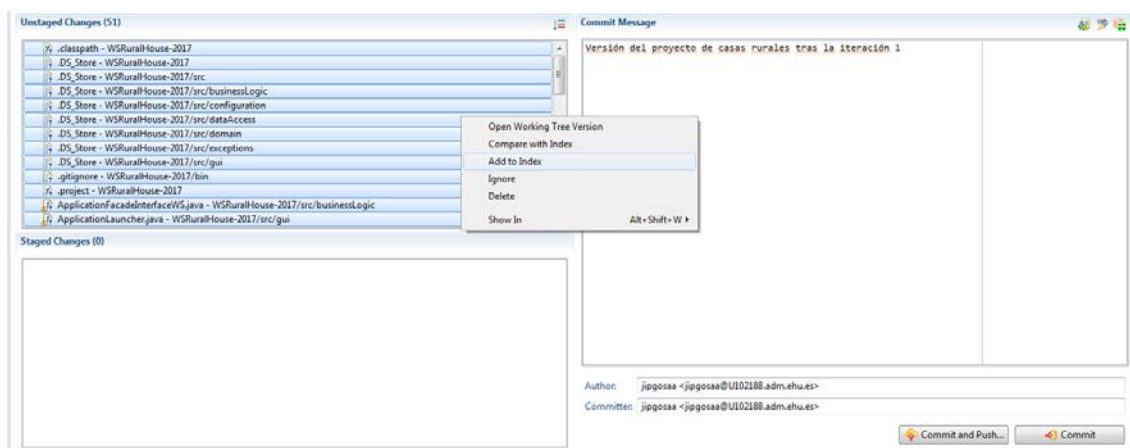 Unstaged Changes (51)
.classpath - WSRuralHouse-2017
.DS_Store - WSRuralHouse-2017
.DS_Store - WSRuralHouse-2017/src
.DS_Store - WSRuralHouse-2017/src/businessLogic
.DS_Store - WSRuralHouse-2017/src/configuration
.DS_Store - WSRuralHouse-2017/src/dataAccess
.DS_Store - WSRuralHouse-2017/src/domain
.DS_Store - WSRuralHouse-2017/src/exceptions
.DS_Store - WSRuralHouse-2017/src/gui
.gitignore - WSRuralHouse-2017/bin
.project - WSRuralHouse-2017
ApplicationFacadeInterfaceWS.java - WSRuralHouse-2017/src/businessLogic
ApplicationLauncher.java - WSRuralHouse-2017/src/gui
Staged Changes (0)
Open Working Tree Version
Compare with Index
Add to Index
Ignore
Delete
Show In Alt+Shift+W
Commit Message
Versión del proyecto de casas rurales tras la iteración 1
Author: jipgosaa <jipgosaa@U102188.adm.ehu.es>
Committer: jipgosaa <jipgosaa@U102188.adm.ehu.es>
Commit and Push... Commit